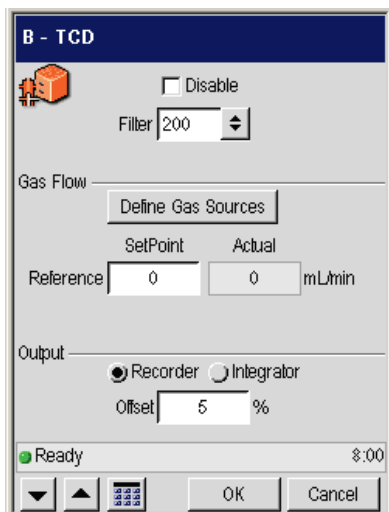 B - TCD
Disable
Filter 200
Gas Flow
Define Gas Sources
SetPoint Actual
Reference 0 0 mL/min
Output
Recorder Integrator
Offset 5 %
Ready 8:00
OK Cancel